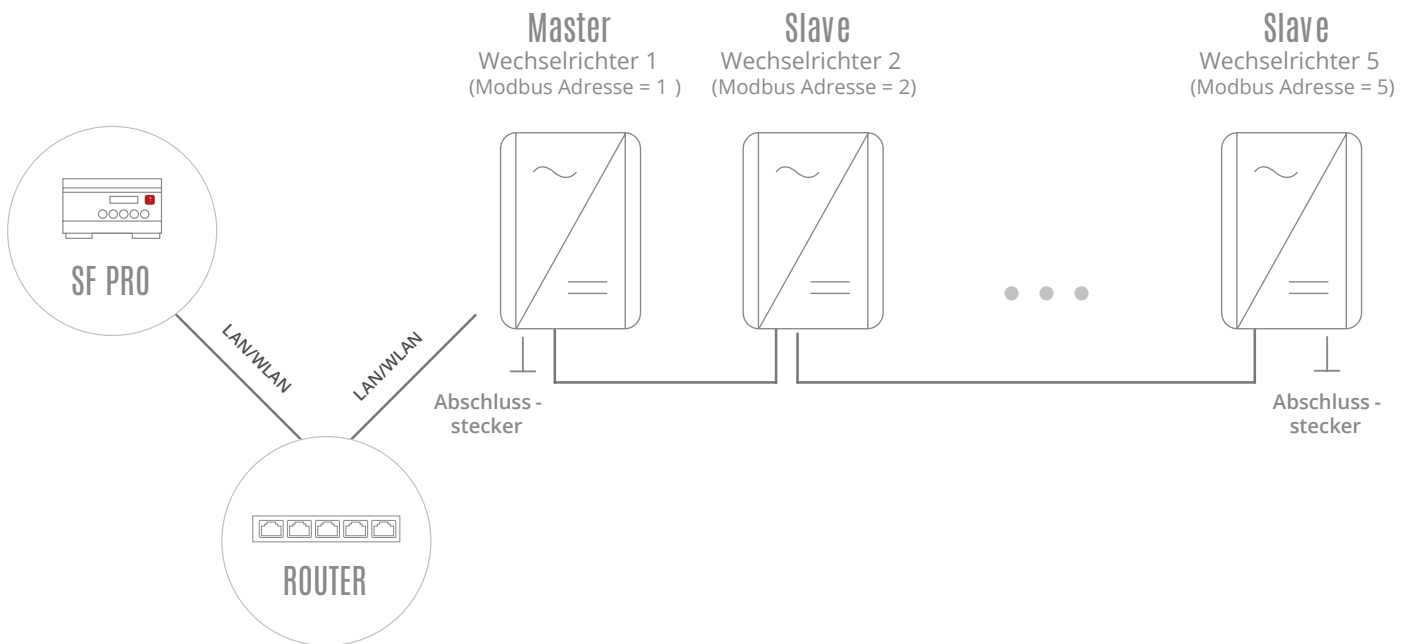 Master
Wechselrichter 1
(Modbus Adresse = 1 )
Slave
Wechselrichter 2
(Modbus Adresse = 2)
Slave
Wechselrichter 5
(Modbus Adresse = 5)
SF PRO
LAN/WLAN
LAN/WLAN
Abschluss -
stecker
Abschluss -
stecker
ROUTER